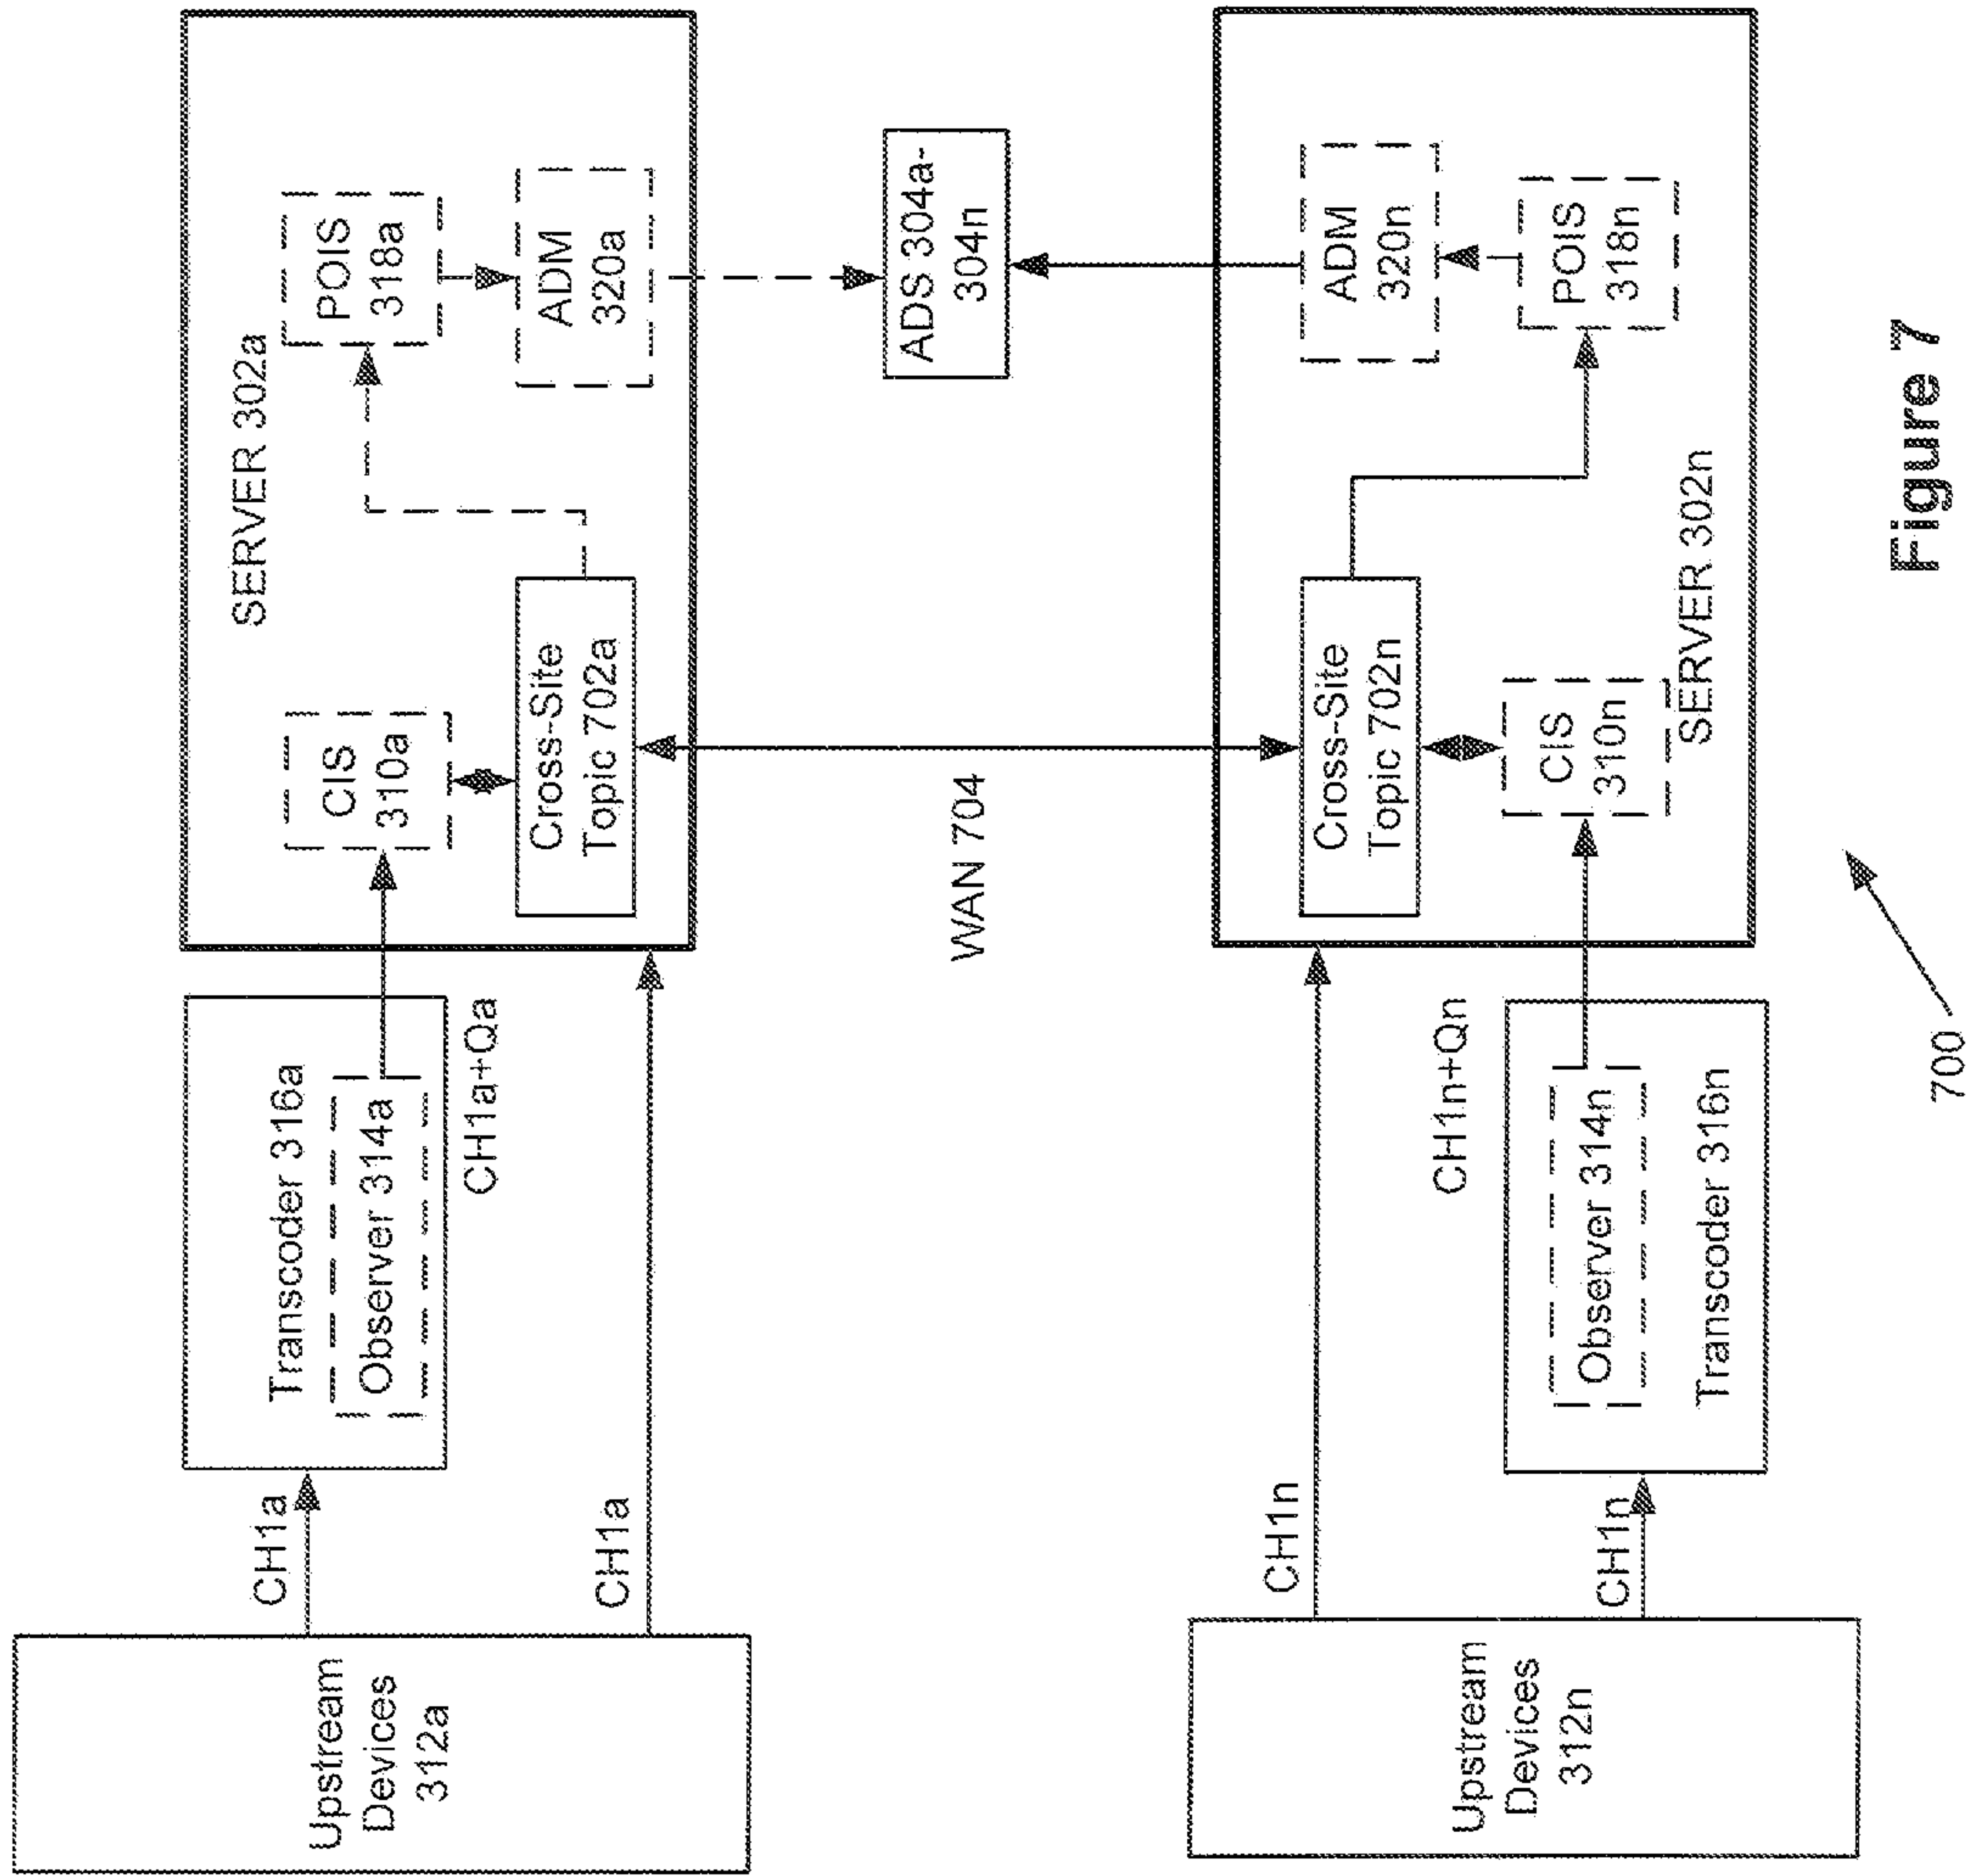 Upstream
Devices
312a
CH1a
CH1a
Transcoder 316a
Observer 314a
CH1a+Qa
SERVER 302a
CIS
310a
Cross-Site
Topic 702a
POIS
318a
ADM
320a
WAN 704
ADS 304a-
304n
Upstream
Devices
312n
CH1n
CH1n
CH1n+Qn
Observer 314n
Transcoder 316n
Cross-Site
Topic 702n
CIS
310n
ADM
320n
POIS
318n
SERVER 302n
700
Figure 7